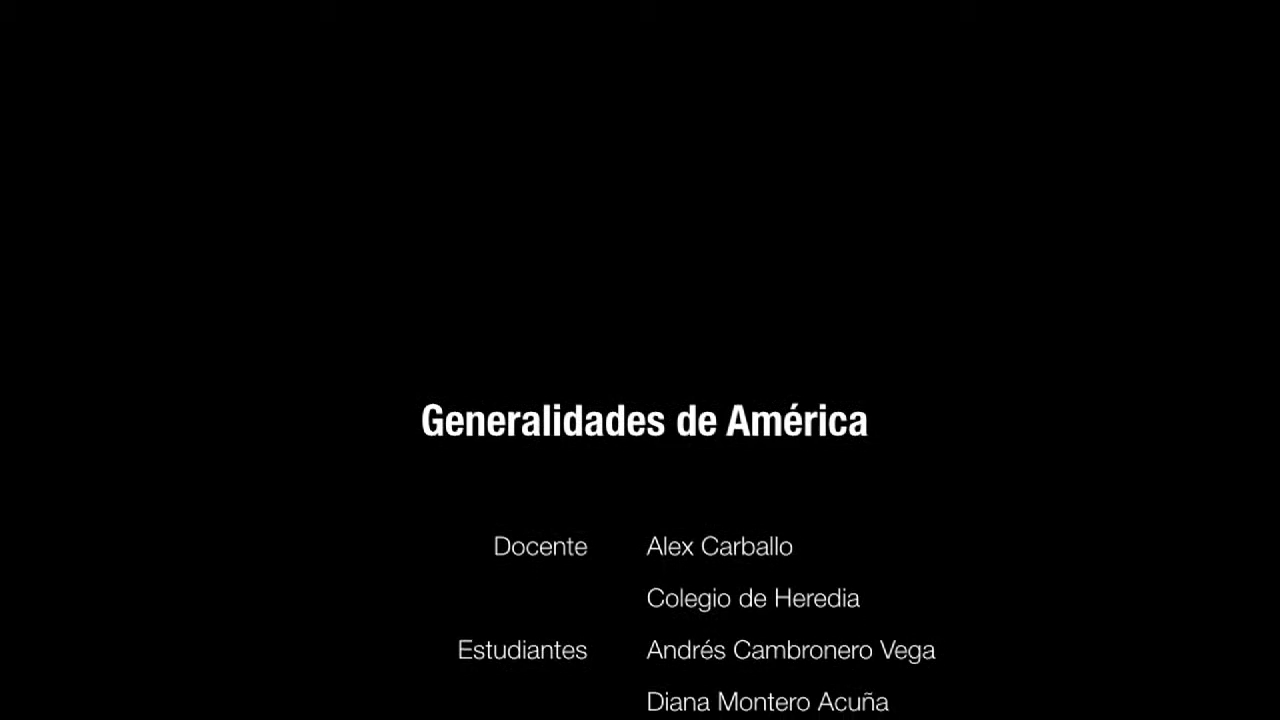 Generalidades de América
Docente Alex Carballo
Colegio de Heredia
Estudiantes Andrés Cambronero Vega
Diana Montero Acuña